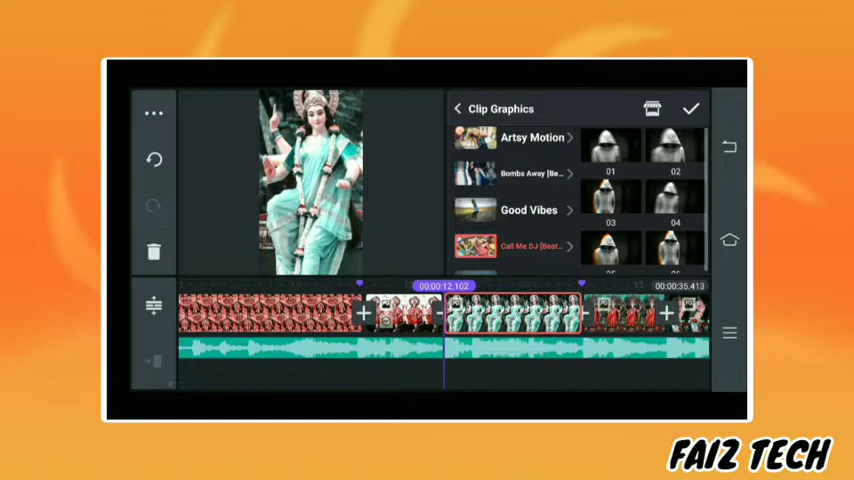 Clip Graphics
Artsy Motion
01
02
Bombs Away [Be...
Good Vibes
03
04
Call Me DJ [Beat...
00:00:12.102
00:00:35.413
FAIZ TECH